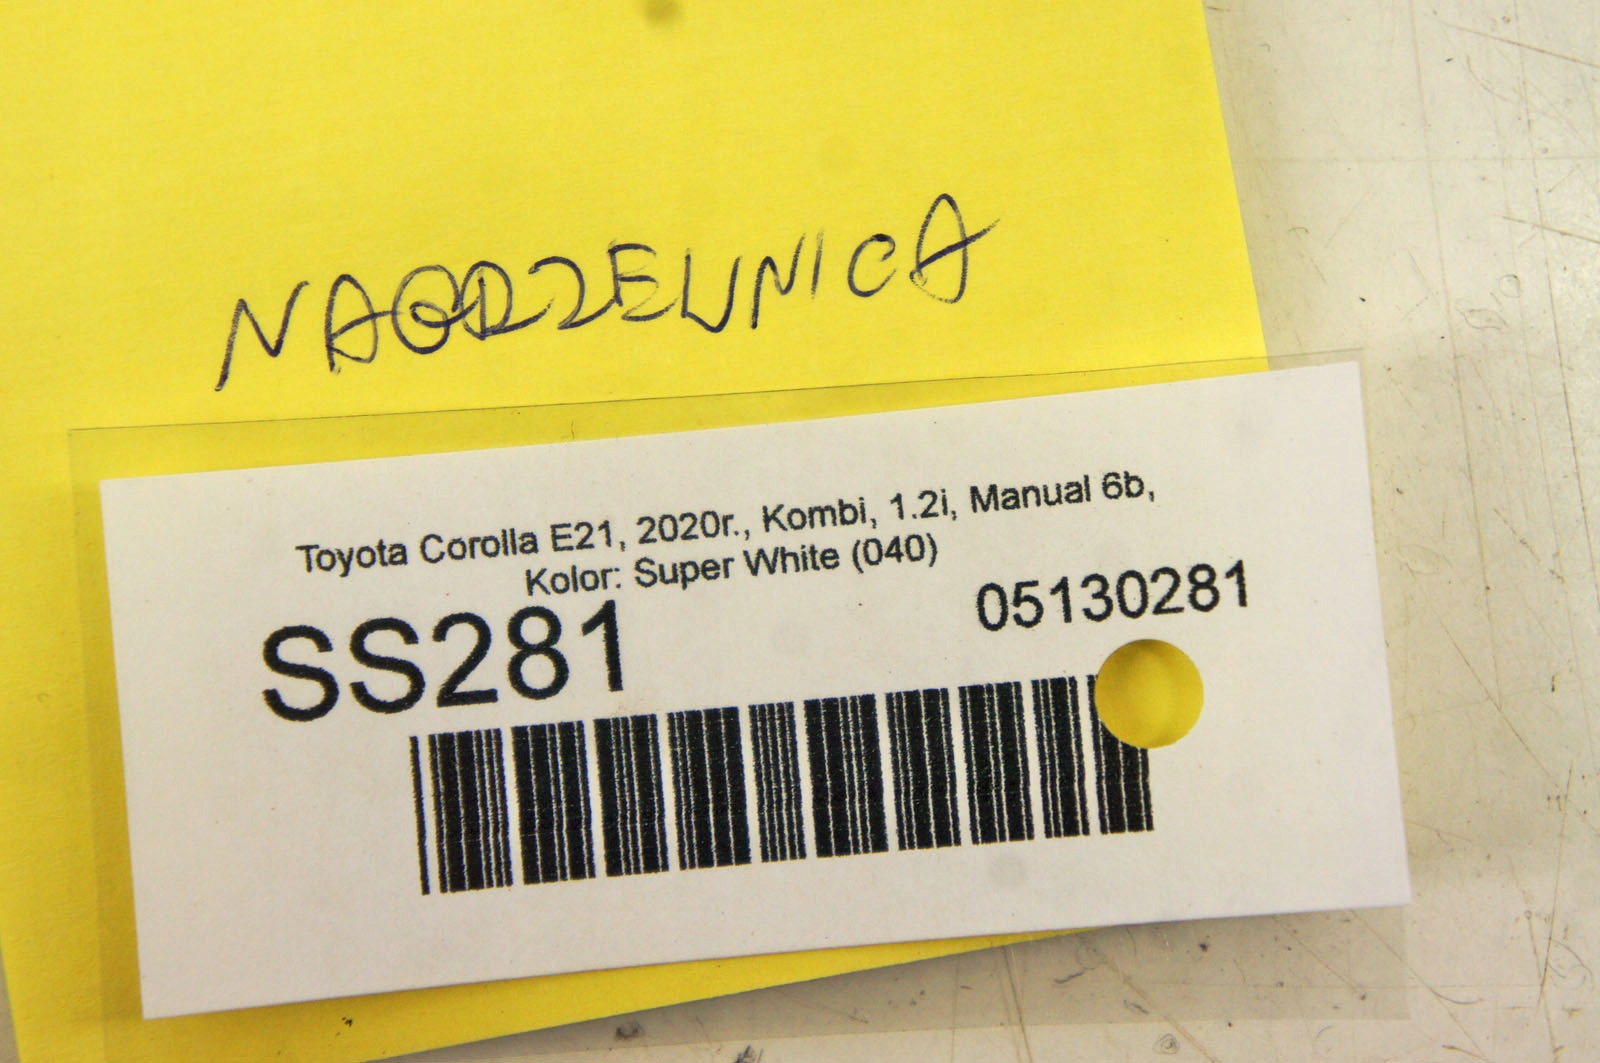 NAGRZEWNICA
Toyota Corolla E21, 2020r., Kombi, 1.2i, Manual 6b,
Kolor: Super White (040)
SS281
05130281